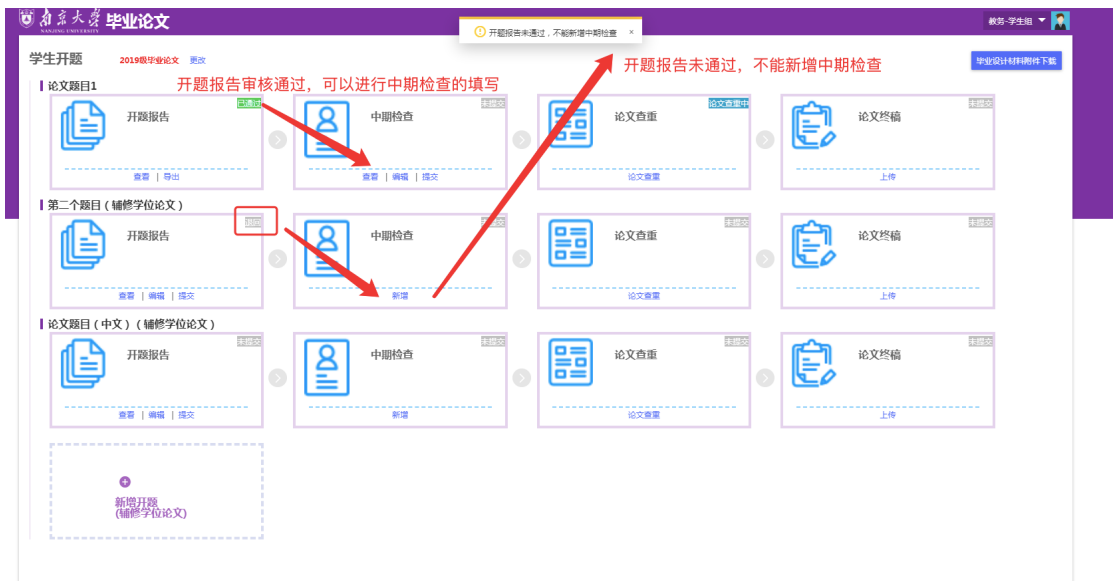 南京大学 毕业论文
NANJING UNIVERSITY
开题报告未通过,不能新增中期检查 ×
教务-学生组
学生开题 2019级毕业论文 更改
开题报告未通过,不能新增中期检查
毕业设计材料附件下载
论文题目1
开题报告审核通过,可以进行中期检查的填写
开题报告 已通过
查看 | 导出
中期检查 未提交
查看 | 编辑 | 提交
论文查重 论文查重中
论文查重
论文终稿 未提交
上传
第二个题目(辅修学位论文)
开题报告 退回
查看 | 编辑 | 提交
中期检查 未提交
新增
论文查重 未提交
论文查重
论文终稿 未提交
上传
论文题目(中文)(辅修学位论文)
开题报告 未提交
查看 | 编辑 | 提交
中期检查 未提交
新增
论文查重 未提交
论文查重
论文终稿 未提交
上传
新增开题
(辅修学位论文)